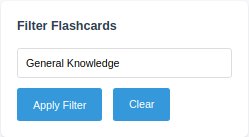 Filter Flashcards
General Knowledge
Apply Filter
Clear